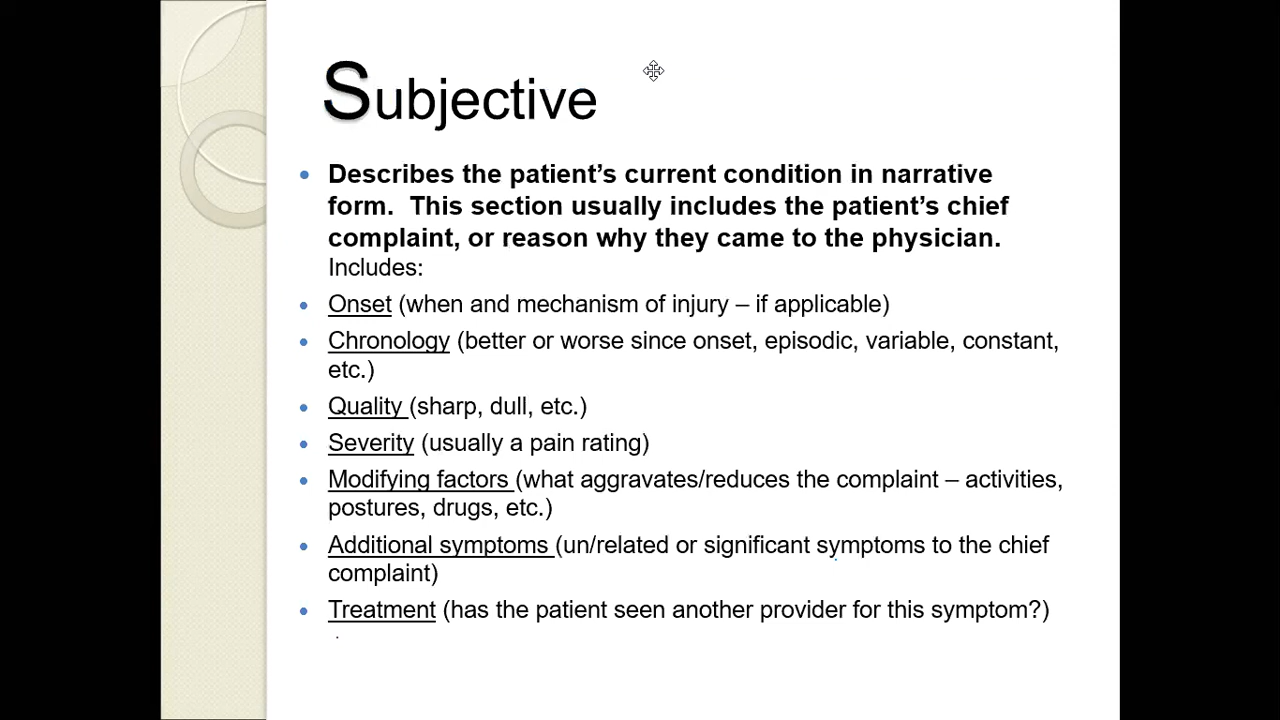 Subjective
• Describes the patient’s current condition in narrative
form.  This section usually includes the patient’s chief
complaint, or reason why they came to the physician.
Includes:
• Onset (when and mechanism of injury – if applicable)
• Chronology (better or worse since onset, episodic, variable, constant,
etc.)
• Quality (sharp, dull, etc.)
• Severity (usually a pain rating)
• Modifying factors (what aggravates/reduces the complaint – activities,
postures, drugs, etc.)
• Additional symptoms (un/related or significant symptoms to the chief
complaint)
• Treatment (has the patient seen another provider for this symptom?)